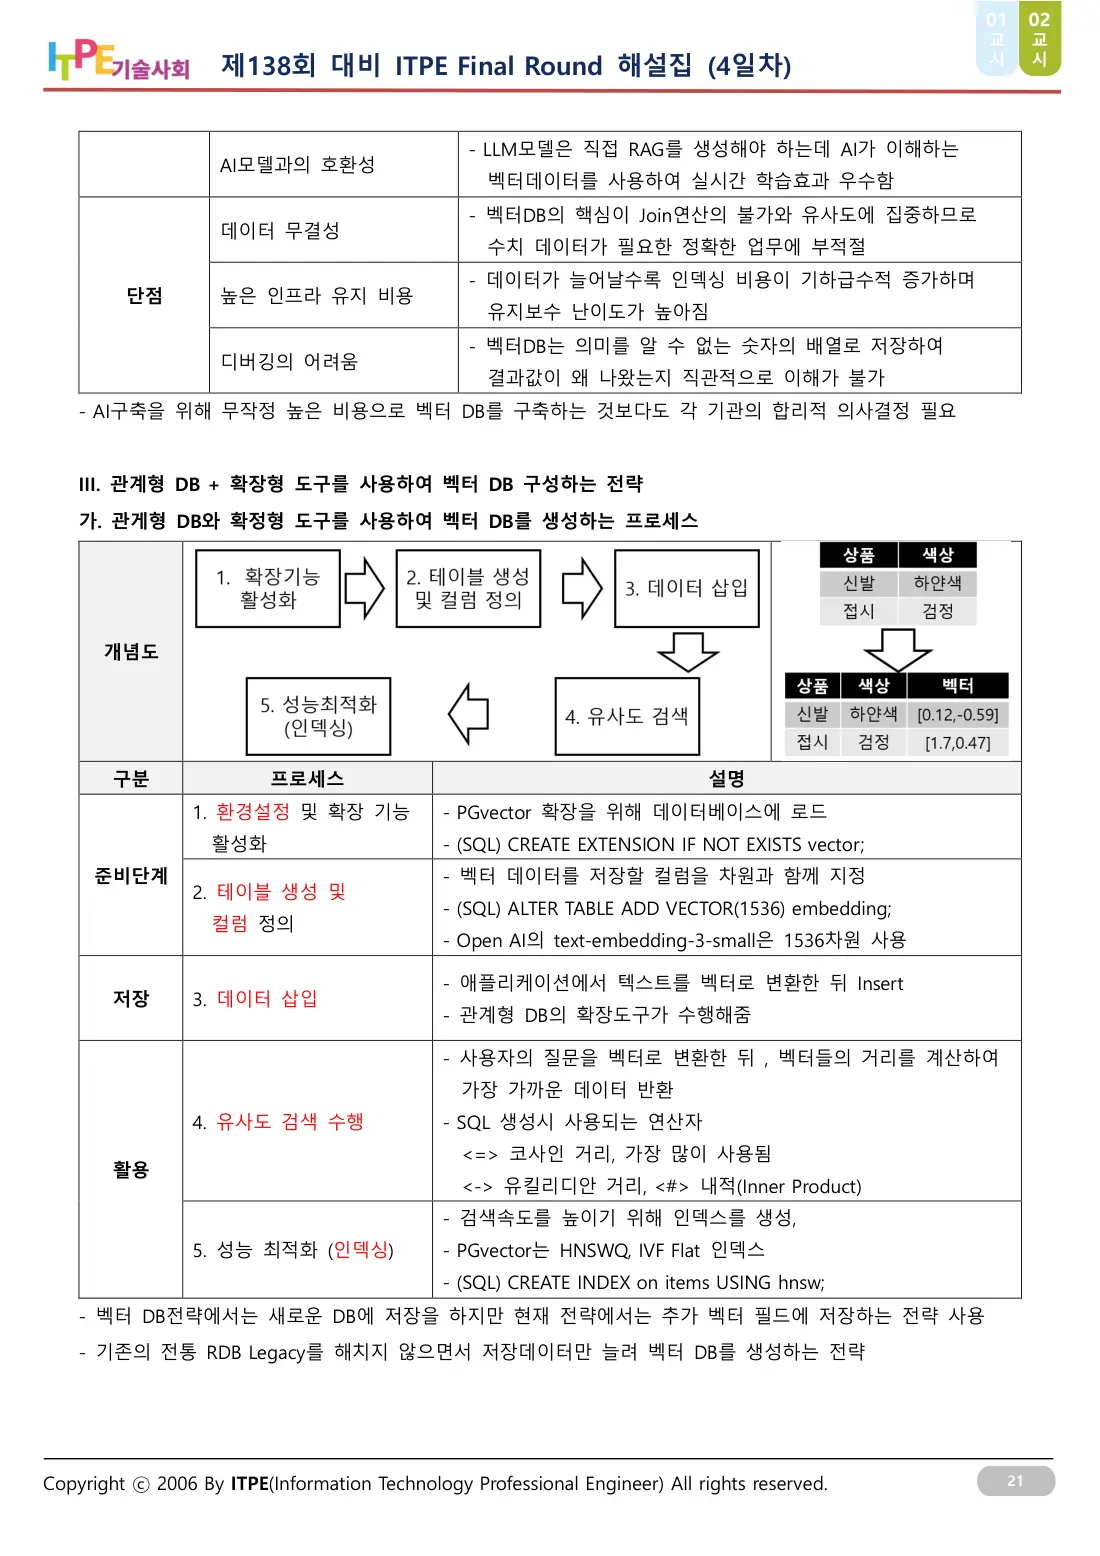 ITPE기술사회 제138회 대비 ITPE Final Round 해설집 (4일차)
01 교시
02 교시
AI모델과의 호환성
- LLM모델은 직접 RAG를 생성해야 하는데 AI가 이해하는
벡터데이터를 사용하여 실시간 학습효과 우수함
단점
데이터 무결성
- 벡터DB의 핵심이 Join연산의 불가와 유사도에 집중하므로
수치 데이터가 필요한 정확한 업무에 부적절
높은 인프라 유지 비용
- 데이터가 늘어날수록 인덱싱 비용이 기하급수적 증가하며
유지보수 난이도가 높아짐
디버깅의 어려움
- 벡터DB는 의미를 알 수 없는 숫자의 배열로 저장하여
결과값이 왜 나왔는지 직관적으로 이해가 불가
- AI구축을 위해 무작정 높은 비용으로 벡터 DB를 구축하는 것보다도 각 기관의 합리적 의사결정 필요
III. 관계형 DB + 확장형 도구를 사용하여 벡터 DB 구성하는 전략
가. 관게형 DB와 확정형 도구를 사용하여 벡터 DB를 생성하는 프로세스
개념도
1. 확장기능
활성화
2. 테이블 생성
및 컬럼 정의
3. 데이터 삽입
4. 유사도 검색
5. 성능최적화
(인덱싱)
상품 색상
신발 하얀색
접시 검정
상품 색상 벡터
신발 하얀색 [0.12,-0.59]
접시 검정 [1.7,0.47]
구분 프로세스 설명
준비단계
1. 환경설정 및 확장 기능
활성화
- PGvector 확장을 위해 데이터베이스에 로드
- (SQL) CREATE EXTENSION IF NOT EXISTS vector;
2. 테이블 생성 및
컬럼 정의
- 벡터 데이터를 저장할 컬럼을 차원과 함께 지정
- (SQL) ALTER TABLE ADD VECTOR(1536) embedding;
- Open AI의 text-embedding-3-small은 1536차원 사용
저장
3. 데이터 삽입
- 애플리케이션에서 텍스트를 벡터로 변환한 뒤 Insert
- 관계형 DB의 확장도구가 수행해줌
활용
4. 유사도 검색 수행
- 사용자의 질문을 벡터로 변환한 뒤 , 벡터들의 거리를 계산하여
가장 가까운 데이터 반환
- SQL 생성시 사용되는 연산자
<=> 코사인 거리, 가장 많이 사용됨
<-> 유킬리디안 거리, <#> 내적(Inner Product)
5. 성능 최적화 (인덱싱)
- 검색속도를 높이기 위해 인덱스를 생성,
- PGvector는 HNSWQ, IVF Flat 인덱스
- (SQL) CREATE INDEX on items USING hnsw;
- 벡터 DB전략에서는 새로운 DB에 저장을 하지만 현재 전략에서는 추가 벡터 필드에 저장하는 전략 사용
- 기존의 전통 RDB Legacy를 해치지 않으면서 저장데이터만 늘려 벡터 DB를 생성하는 전략
Copyright ⓒ 2006 By ITPE(Information Technology Professional Engineer) All rights reserved.
21